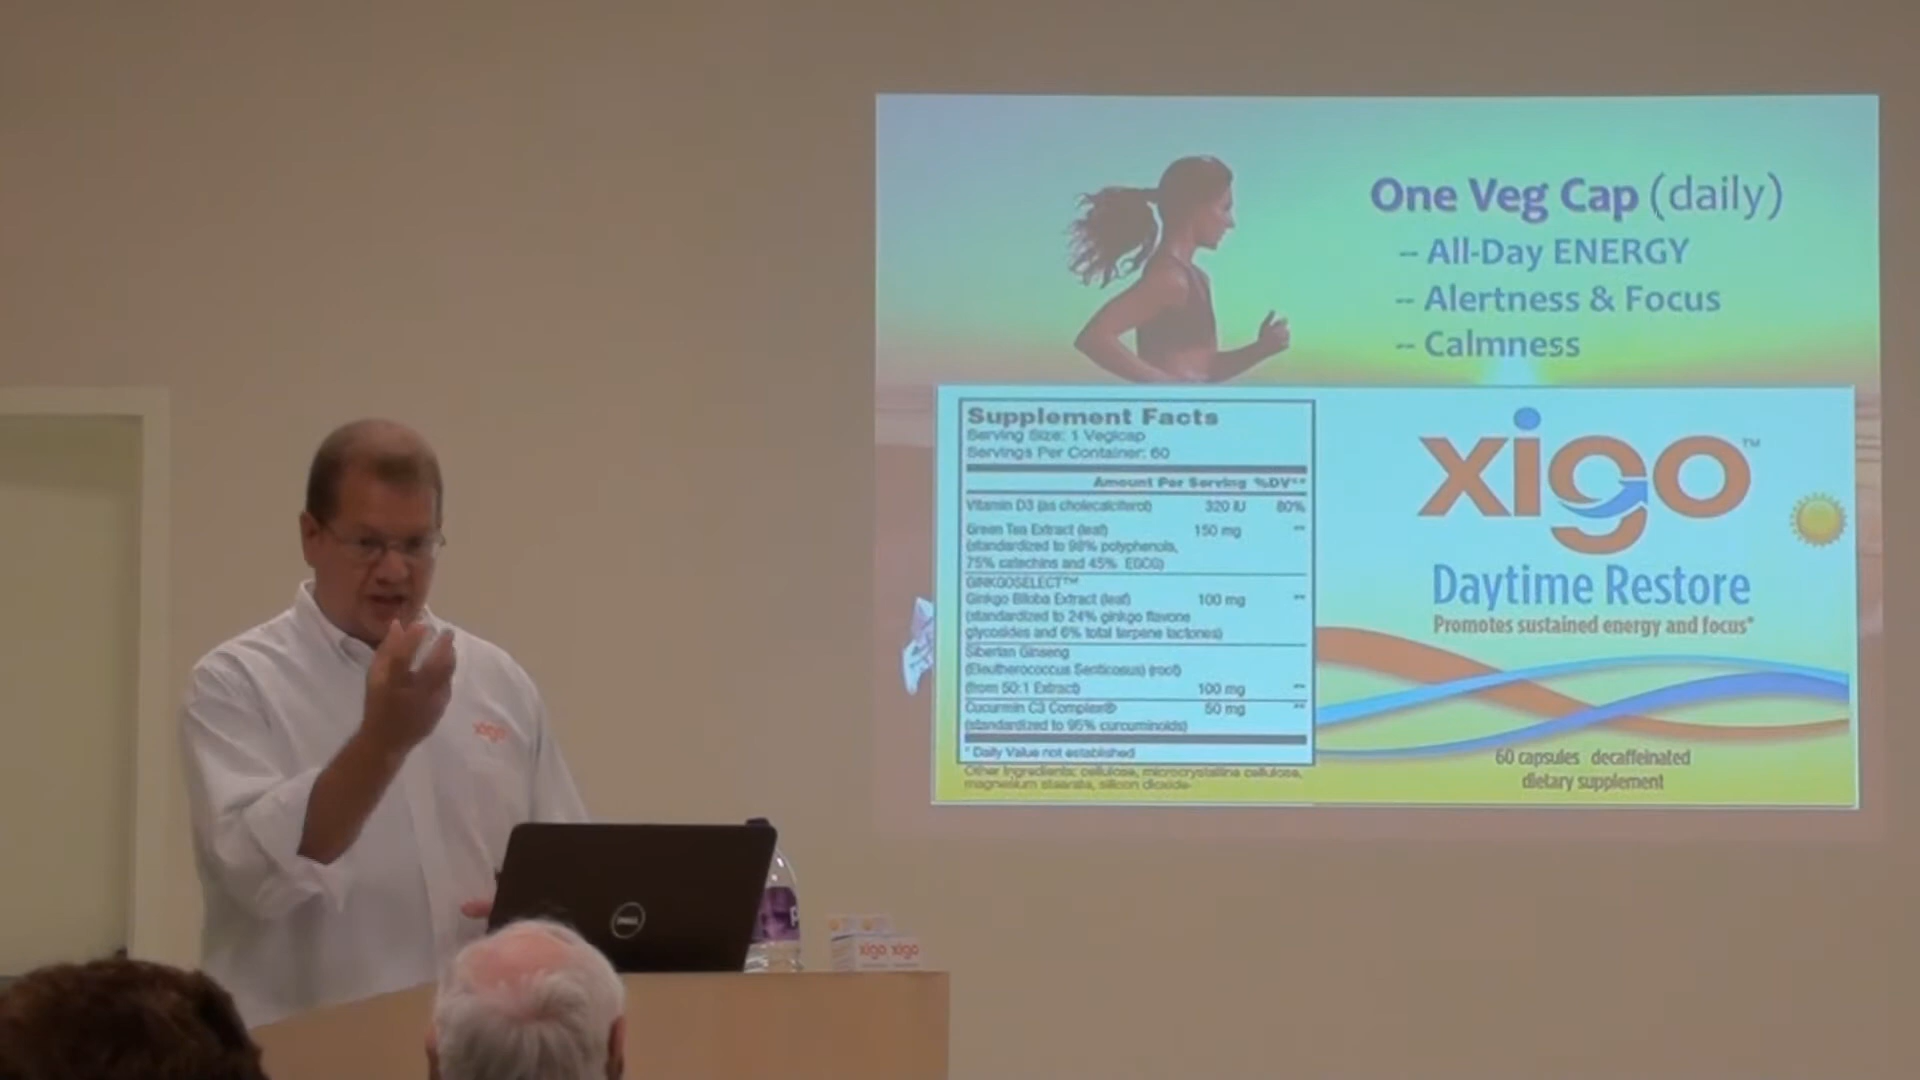 One Veg Cap (daily)
-- All-Day ENERGY
-- Alertness & Focus
-- Calmness
Supplement Facts
Serving Size: 1 Vegicap
Servings Per Container: 60
Amount Per Serving %DV**
Vitamin D3 (as cholecalciferol) 320 IU 80%
Green Tea Extract (leaf) 150 mg **
(standardized to 98% polyphenols,
75% catechins and 45% EGCG)
GINKGOSELECT™
Ginkgo Biloba Extract (leaf) 100 mg **
(standardized to 24% ginkgo flavone
glycosides and 6% total terpene lactones)
Siberian Ginseng
(Eleutherococcus Senticosus) (root)
(from 50:1 Extract) 100 mg **
Curcumin C3 Complex® 50 mg **
(standardized to 95% curcuminoids)
* Daily Value not established
Other Ingredients: cellulose, microcrystalline cellulose,
magnesium stearate, silicon dioxide
xigo™
Daytime Restore
Promotes sustained energy and focus*
60 capsules decaffeinated
dietary supplement
xigo
DELL
P
xigo xigo